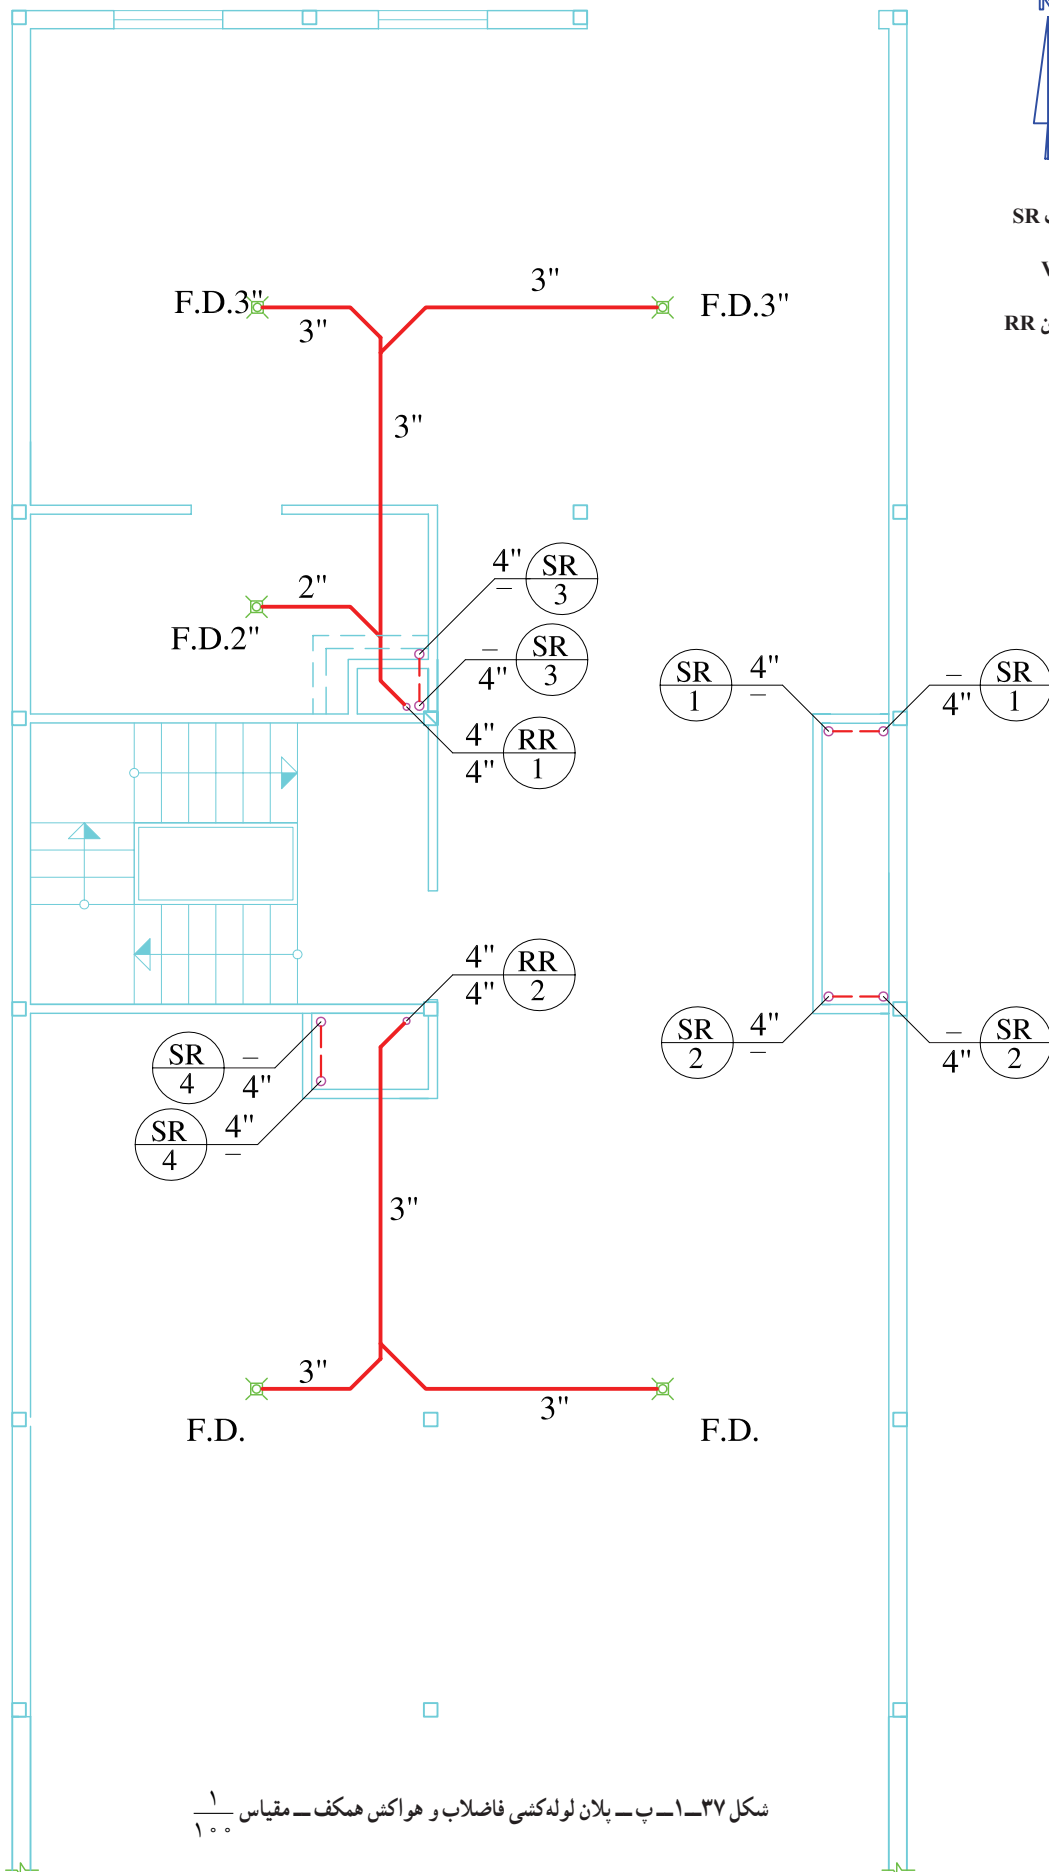 N
SR
V
RR ن
3"
F.D.3"
3"
F.D.3"
3"
4"
–
SR
3
2"
F.D.2"
–
4"
SR
3
SR
1
4"
–
–
4"
SR
1
4"
4"
RR
1
4"
4"
RR
2
SR
4
–
4"
SR
2
4"
–
–
4"
SR
2
SR
4
4"
–
3"
3"
3"
F.D.
F.D.
شکل ۳۷ــ۱ــ پ ــ پلان لوله‌کشی فاضلاب و هواکش همکف ــ مقیاس ۱/۱۰۰